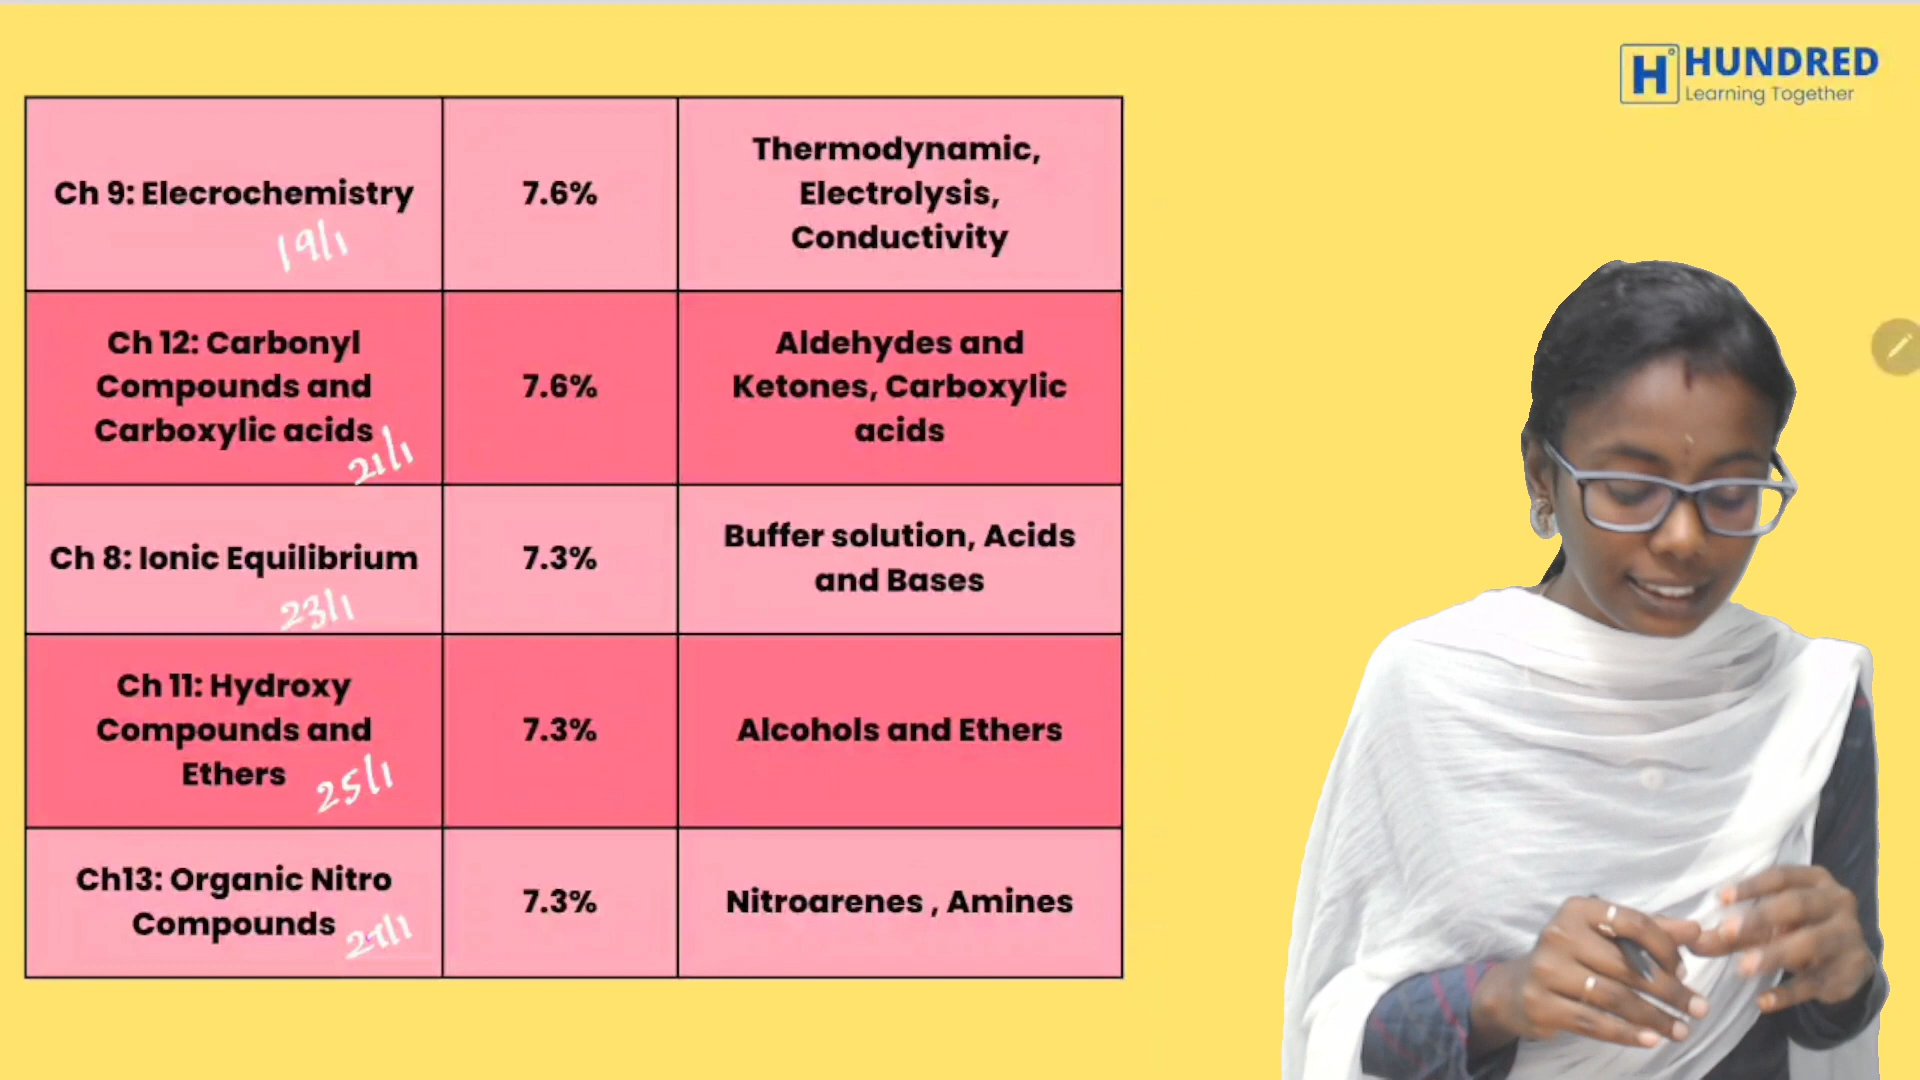 HUNDRED
Learning Together
Ch 9: Elecrochemistry
19/1
7.6%
Thermodynamic,
Electrolysis,
Conductivity
Ch 12: Carbonyl
Compounds and
Carboxylic acids
21/1
7.6%
Aldehydes and
Ketones, Carboxylic
acids
Ch 8: Ionic Equilibrium
23/1
7.3%
Buffer solution, Acids
and Bases
Ch 11: Hydroxy
Compounds and
Ethers
25/1
7.3%
Alcohols and Ethers
Ch13: Organic Nitro
Compounds
7.3%
Nitroarenes , Amines